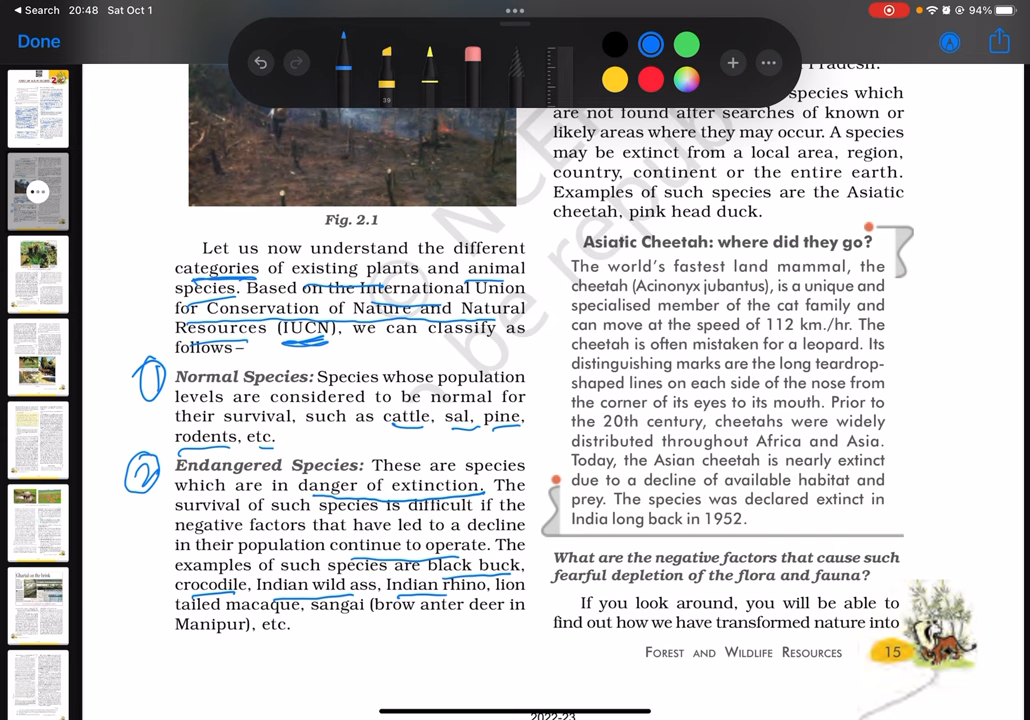 Search 20:48 Sat Oct 1
94%
Done
39
Fig. 2.1
Let us now understand the different
categories of existing plants and animal
species. Based on the International Union
for Conservation of Nature and Natural
Resources (IUCN), we can classify as
follows –
1
Normal Species: Species whose population
levels are considered to be normal for
their survival, such as cattle, sal, pine,
rodents, etc.
2
Endangered Species: These are species
which are in danger of extinction. The
survival of such species is difficult if the
negative factors that have led to a decline
in their population continue to operate. The
examples of such species are black buck,
crocodile, Indian wild ass, Indian rhino, lion
tailed macaque, sangai (brow anter deer in
Manipur), etc.
Pradesh.
species which
are not found after searches of known or
likely areas where they may occur. A species
may be extinct from a local area, region,
country, continent or the entire earth.
Examples of such species are the Asiatic
cheetah, pink head duck.
Asiatic Cheetah: where did they go?
The world's fastest land mammal, the
cheetah (Acinonyx jubantus), is a unique and
specialised member of the cat family and
can move at the speed of 112 km./hr. The
cheetah is often mistaken for a leopard. Its
distinguishing marks are the long teardrop-
shaped lines on each side of the nose from
the corner of its eyes to its mouth. Prior to
the 20th century, cheetahs were widely
distributed throughout Africa and Asia.
Today, the Asian cheetah is nearly extinct
due to a decline of available habitat and
prey. The species was declared extinct in
India long back in 1952.
What are the negative factors that cause such
fearful depletion of the flora and fauna?
If you look around, you will be able to
find out how we have transformed nature into
FOREST AND WILDLIFE RESOURCES 15
2022-23